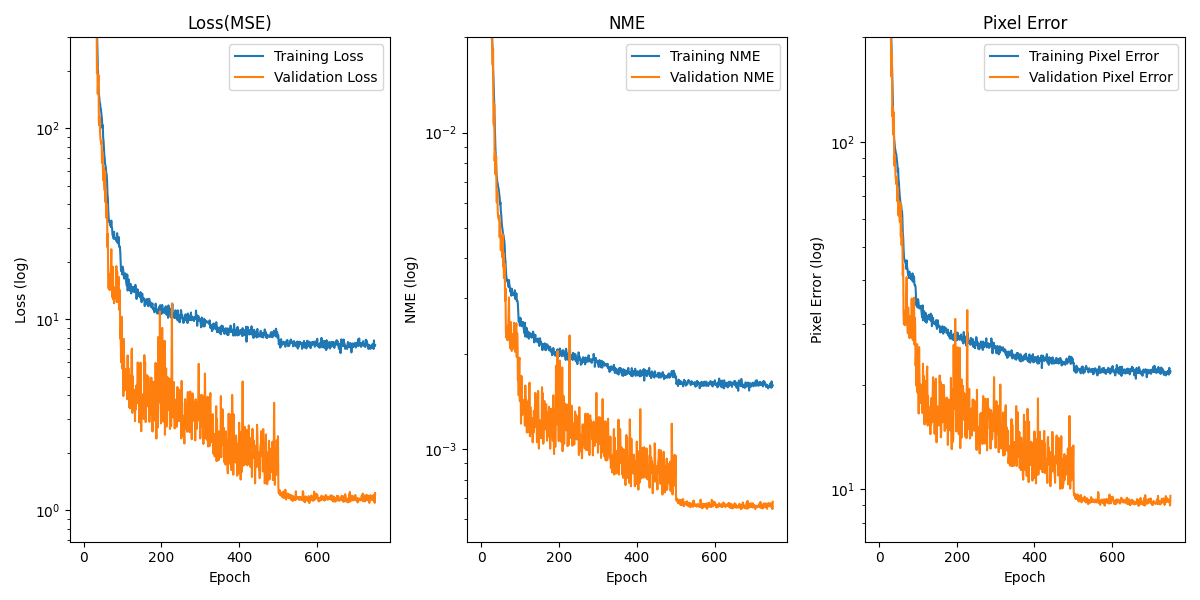 Loss(MSE)
Training Loss
Validation Loss
10²
10¹
10⁰
Loss (log)
0 200 400 600
Epoch
NME
Training NME
Validation NME
10⁻²
10⁻³
NME (log)
0 200 400 600
Epoch
Pixel Error
Training Pixel Error
Validation Pixel Error
10²
10¹
Pixel Error (log)
0 200 400 600
Epoch